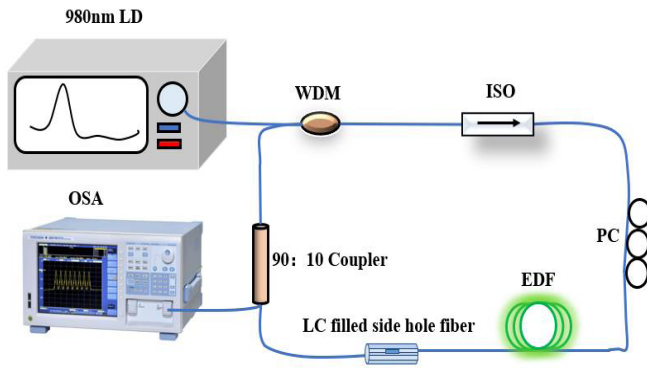 980nm LD
WDM
ISO
OSA
PC
90：10 Coupler
EDF
LC filled side hole fiber